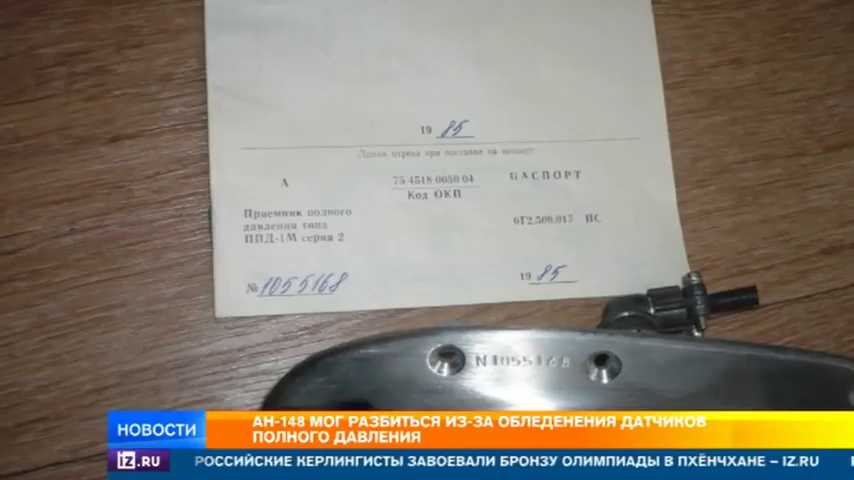 19 85
Линия отреза при поставке на экспорт
А 75 4518 0050 04 ПАСПОРТ
Код ОКП
Приемник полного
давления типа 6Г2.508.017 ПС
ППД-1М серия 2
№ 1055168 19 85
N1055168
НОВОСТИ
АН-148 МОГ РАЗБИТЬСЯ ИЗ-ЗА ОБЛЕДЕНЕНИЯ ДАТЧИКОВ
ПОЛНОГО ДАВЛЕНИЯ
IZ.RU РОССИЙСКИЕ КЕРЛИНГИСТЫ ЗАВОЕВАЛИ БРОНЗУ ОЛИМПИАДЫ В ПХЁНЧХАНЕ – IZ.RU